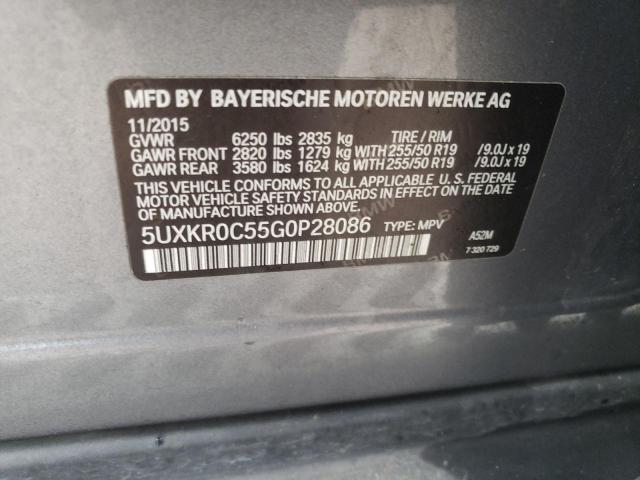 MFD BY BAYERISCHE MOTOREN WERKE AG
11/2015
GVWR 6250 lbs 2835 kg TIRE / RIM
GAWR FRONT 2820 lbs 1279 kg WITH 255/50 R19 / 9.0J x 19
GAWR REAR 3580 lbs 1624 kg WITH 255/50 R19 / 9.0J x 19
THIS VEHICLE CONFORMS TO ALL APPLICABLE U. S. FEDERAL
MOTOR VEHICLE SAFETY STANDARDS IN EFFECT ON THE
DATE OF MANUFACTURE SHOWN ABOVE.
5UXKR0C55G0P28086 TYPE: MPV A52M
7 320 729